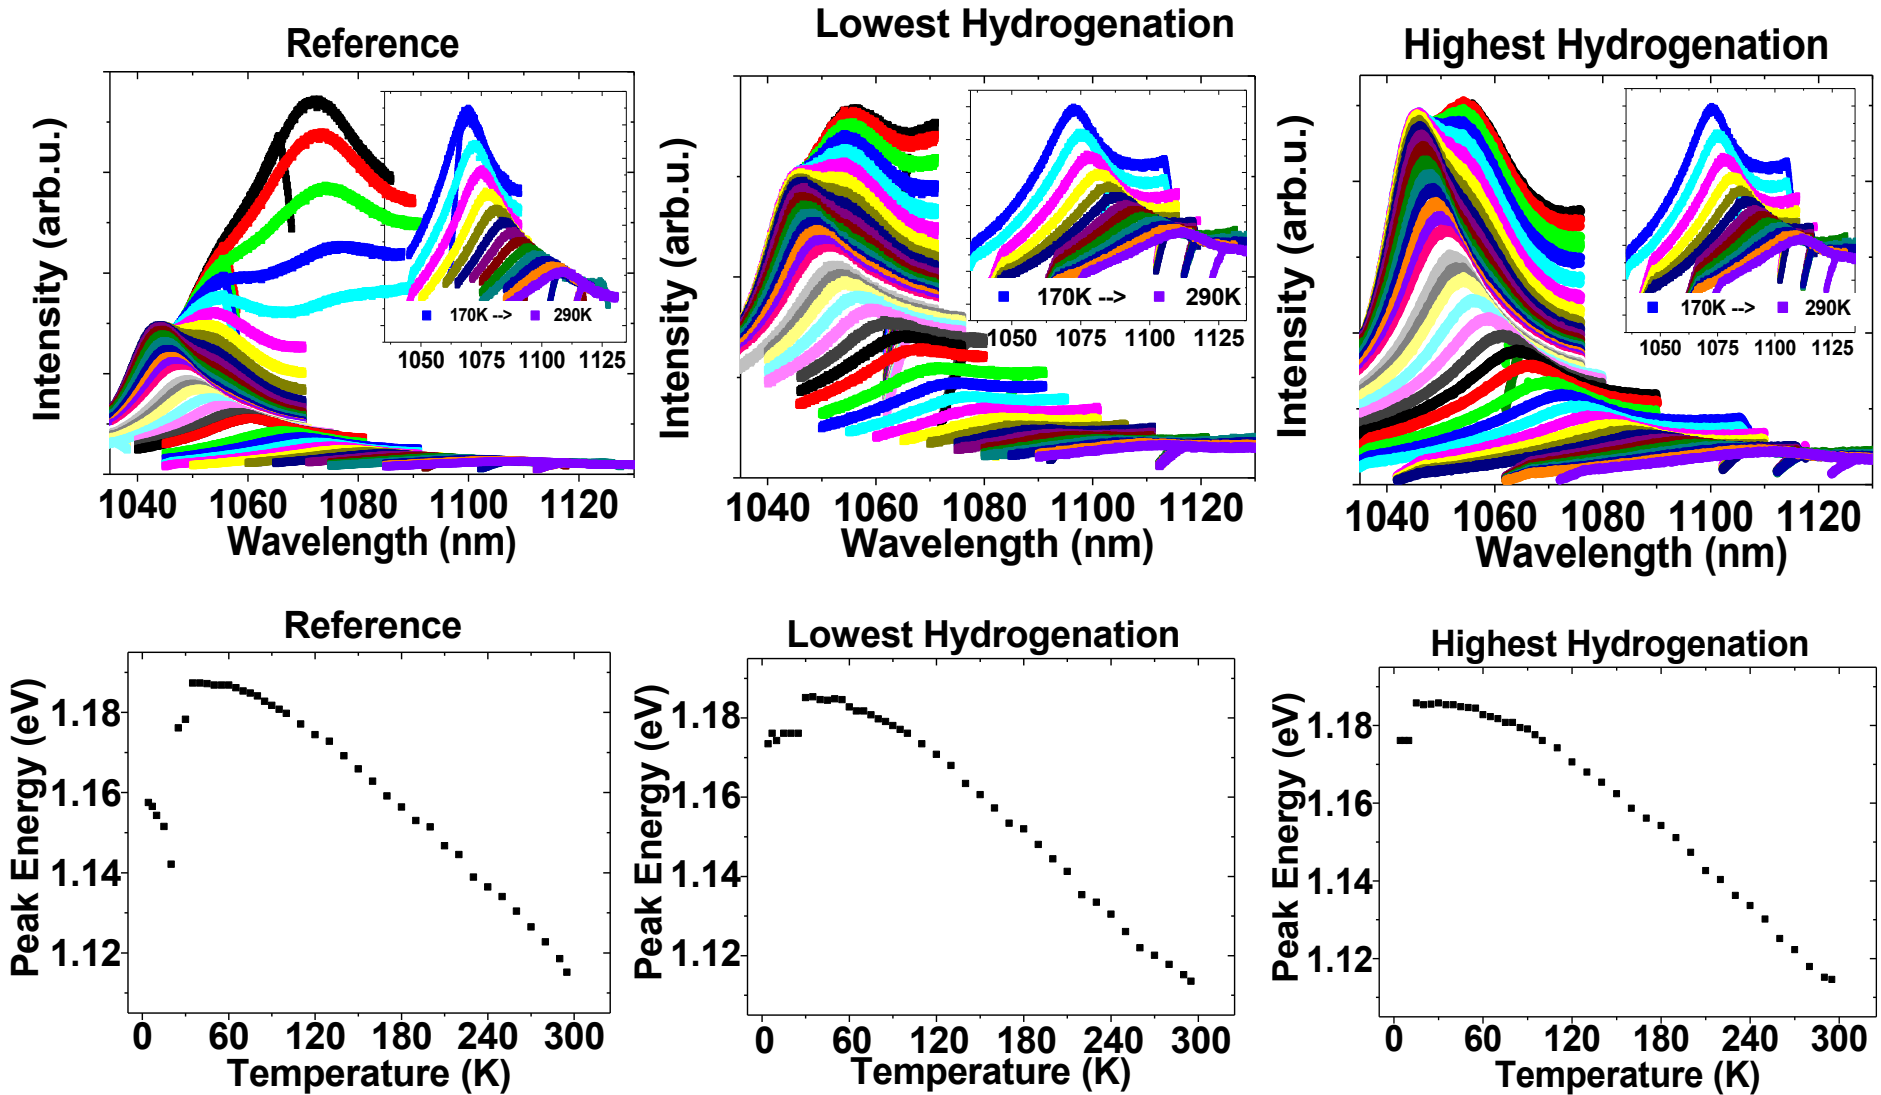 Reference
Intensity (arb.u.)
170K --> 290K
1050 1075 1100 1125
1040 1060 1080 1100 1120
Wavelength (nm)
Lowest Hydrogenation
Intensity (arb.u.)
170K --> 290K
1050 1075 1100 1125
1040 1060 1080 1100 1120
Wavelength (nm)
Highest Hydrogenation
Intensity (arb.u.)
170K --> 290K
1050 1075 1100 1125
1040 1060 1080 1100 1120
Wavelength (nm)
Reference
Peak Energy (eV)
1.18
1.16
1.14
1.12
0 60 120 180 240 300
Temperature (K)
Lowest Hydrogenation
Peak Energy (eV)
1.18
1.16
1.14
1.12
0 60 120 180 240 300
Temperature (K)
Highest Hydrogenation
Peak Energy (eV)
1.18
1.16
1.14
1.12
0 60 120 180 240 300
Temperature (K)